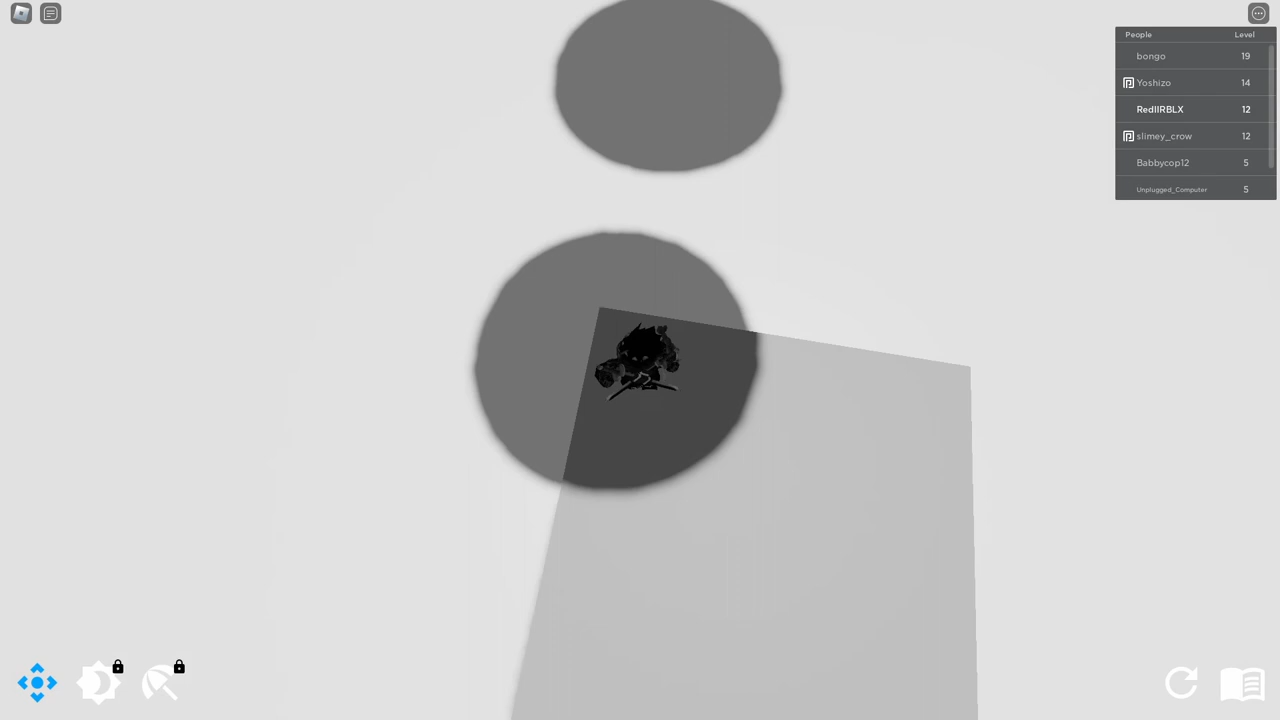 People Level
bongo 19
Yoshizo 14
RedIIRBLX 12
slimey_crow 12
Babbycop12 5
Unplugged_Computer 5